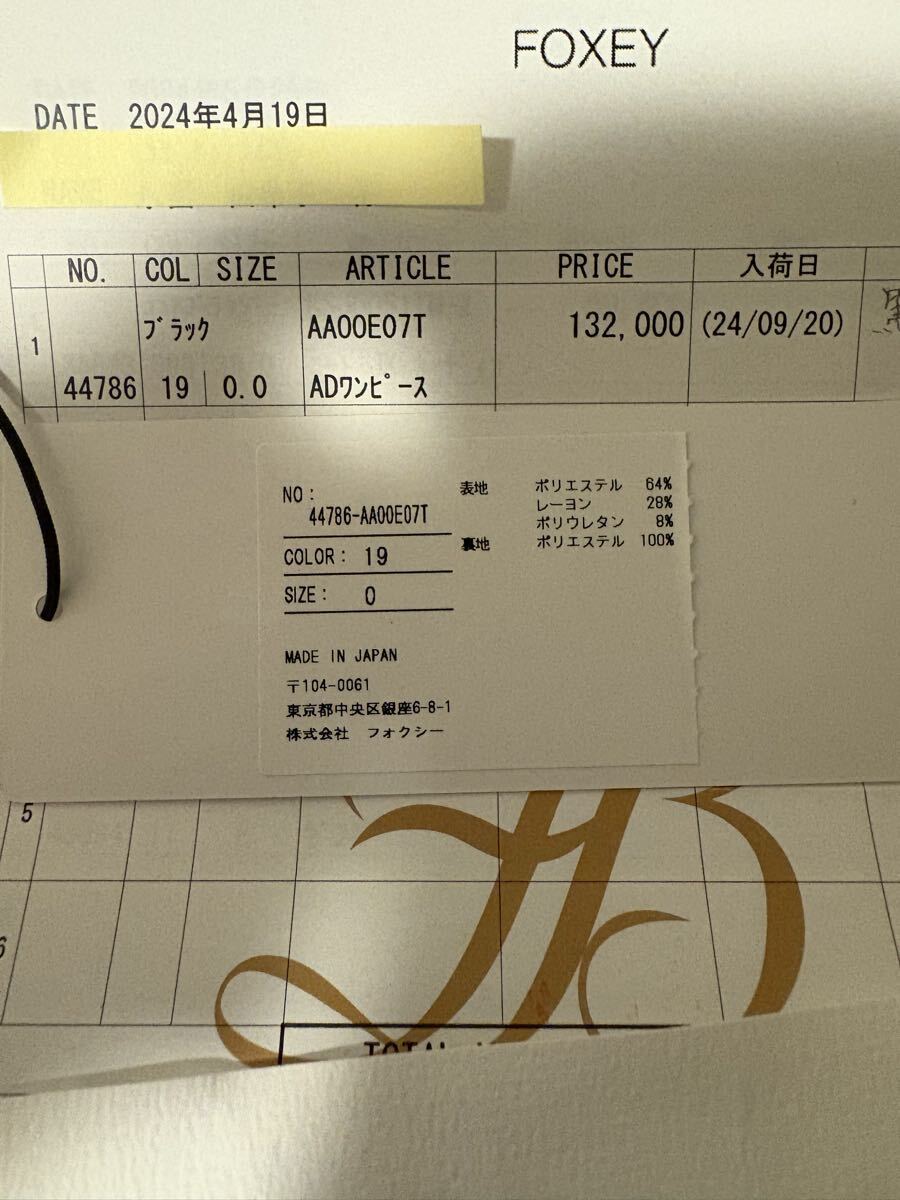 FOXEY
DATE 2024年4月19日
NO. COL SIZE ARTICLE PRICE 入荷日
1 ブラック AA00E07T 132,000 (24/09/20)
44786 19 0.0 ADワンピース
NO: 表地 ポリエステル 64%
44786-AA00E07T レーヨン 28%
ポリウレタン 8%
COLOR: 19 裏地 ポリエステル 100%
SIZE: 0
MADE IN JAPAN
〒104-0061
東京都中央区銀座6-8-1
株式会社 フォクシー
5
6
TOTAL